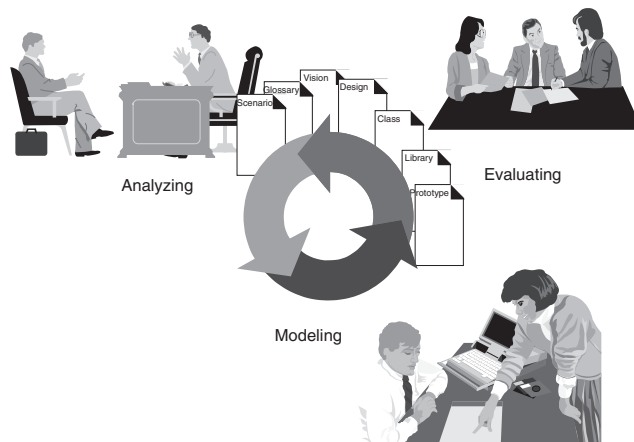 Vision
Glossary
Design
Scenario
Class
Library
Prototype
Analyzing
Evaluating
Modeling